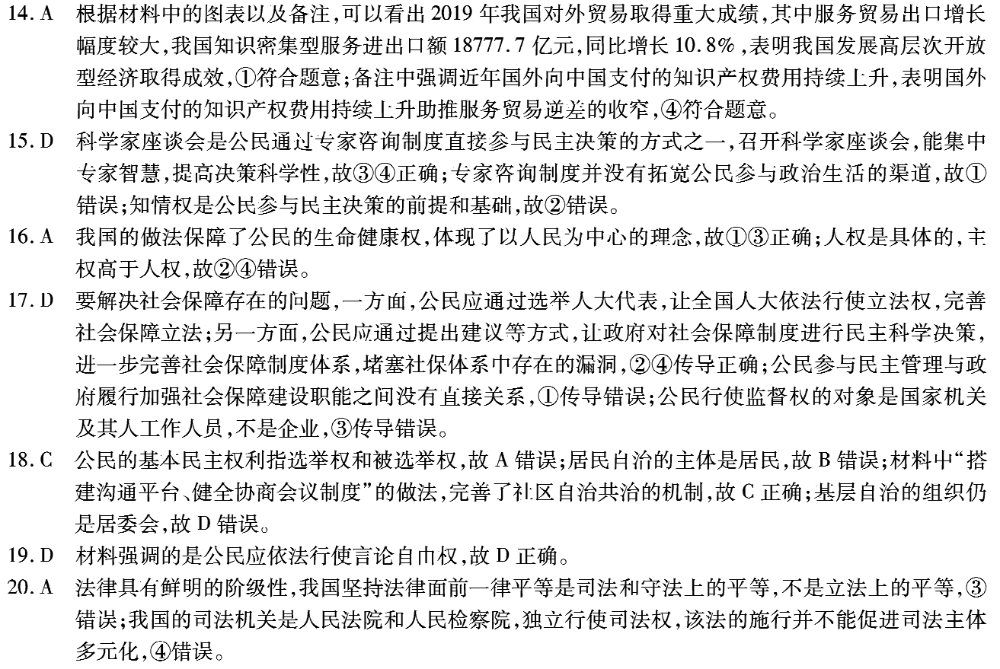 14. A 根据材料中的图表以及备注,可以看出 2019 年我国对外贸易取得重大成绩,其中服务贸易出口增长
幅度较大,我国知识密集型服务进出口额 18777.7 亿元,同比增长 10.8%,表明我国发展高层次开放
型经济取得成效,①符合题意;备注中强调近年国外向中国支付的知识产权费用持续上升,表明国外
向中国支付的知识产权费用持续上升助推服务贸易逆差的收窄,④符合题意。
15. D 科学家座谈会是公民通过专家咨询制度直接参与民主决策的方式之一,召开科学家座谈会,能集中
专家智慧,提高决策科学性,故③④正确;专家咨询制度并没有拓宽公民参与政治生活的渠道,故①
错误;知情权是公民参与民主决策的前提和基础,故②错误。
16. A 我国的做法保障了公民的生命健康权,体现了以人民为中心的理念,故①③正确;人权是具体的,主
权高于人权,故②④错误。
17. D 要解决社会保障存在的问题,一方面,公民应通过选举人大代表,让全国人大依法行使立法权,完善
社会保障立法;另一方面,公民应通过提出建议等方式,让政府对社会保障制度进行民主科学决策,
进一步完善社会保障制度体系,堵塞社保体系中存在的漏洞,②④传导正确;公民参与民主管理与政
府履行加强社会保障建设职能之间没有直接关系,①传导错误;公民行使监督权的对象是国家机关
及其人工作人员,不是企业,③传导错误。
18. C 公民的基本民主权利指选举权和被选举权,故 A 错误;居民自治的主体是居民,故 B 错误;材料中“搭
建沟通平台、健全协商会议制度”的做法,完善了社区自治共治的机制,故 C 正确;基层自治的组织仍
是居委会,故 D 错误。
19. D 材料强调的是公民应依法行使言论自由权,故 D 正确。
20. A 法律具有鲜明的阶级性,我国坚持法律面前一律平等是司法和守法上的平等,不是立法上的平等,③
错误;我国的司法机关是人民法院和人民检察院,独立行使司法权,该法的施行并不能促进司法主体
多元化,④错误。